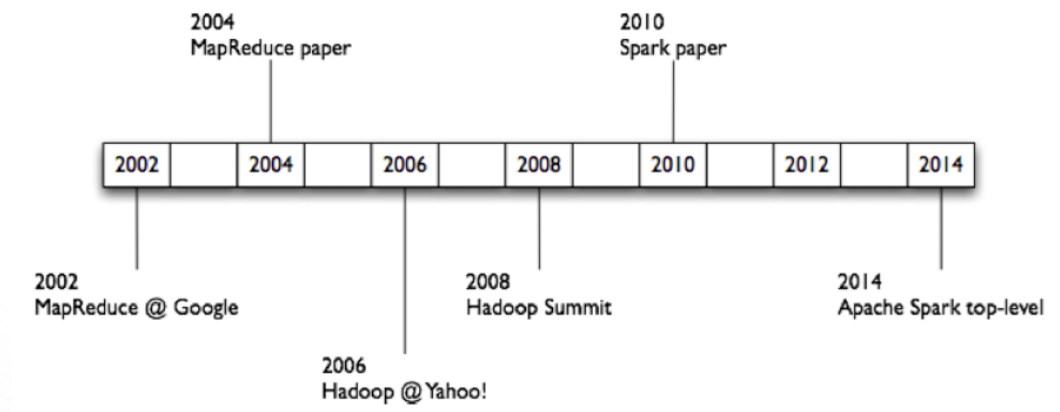 2004
MapReduce paper
2010
Spark paper
2002 2004 2006 2008 2010 2012 2014
2002
MapReduce @ Google
2008
Hadoop Summit
2014
Apache Spark top-level
2006
Hadoop @ Yahoo!